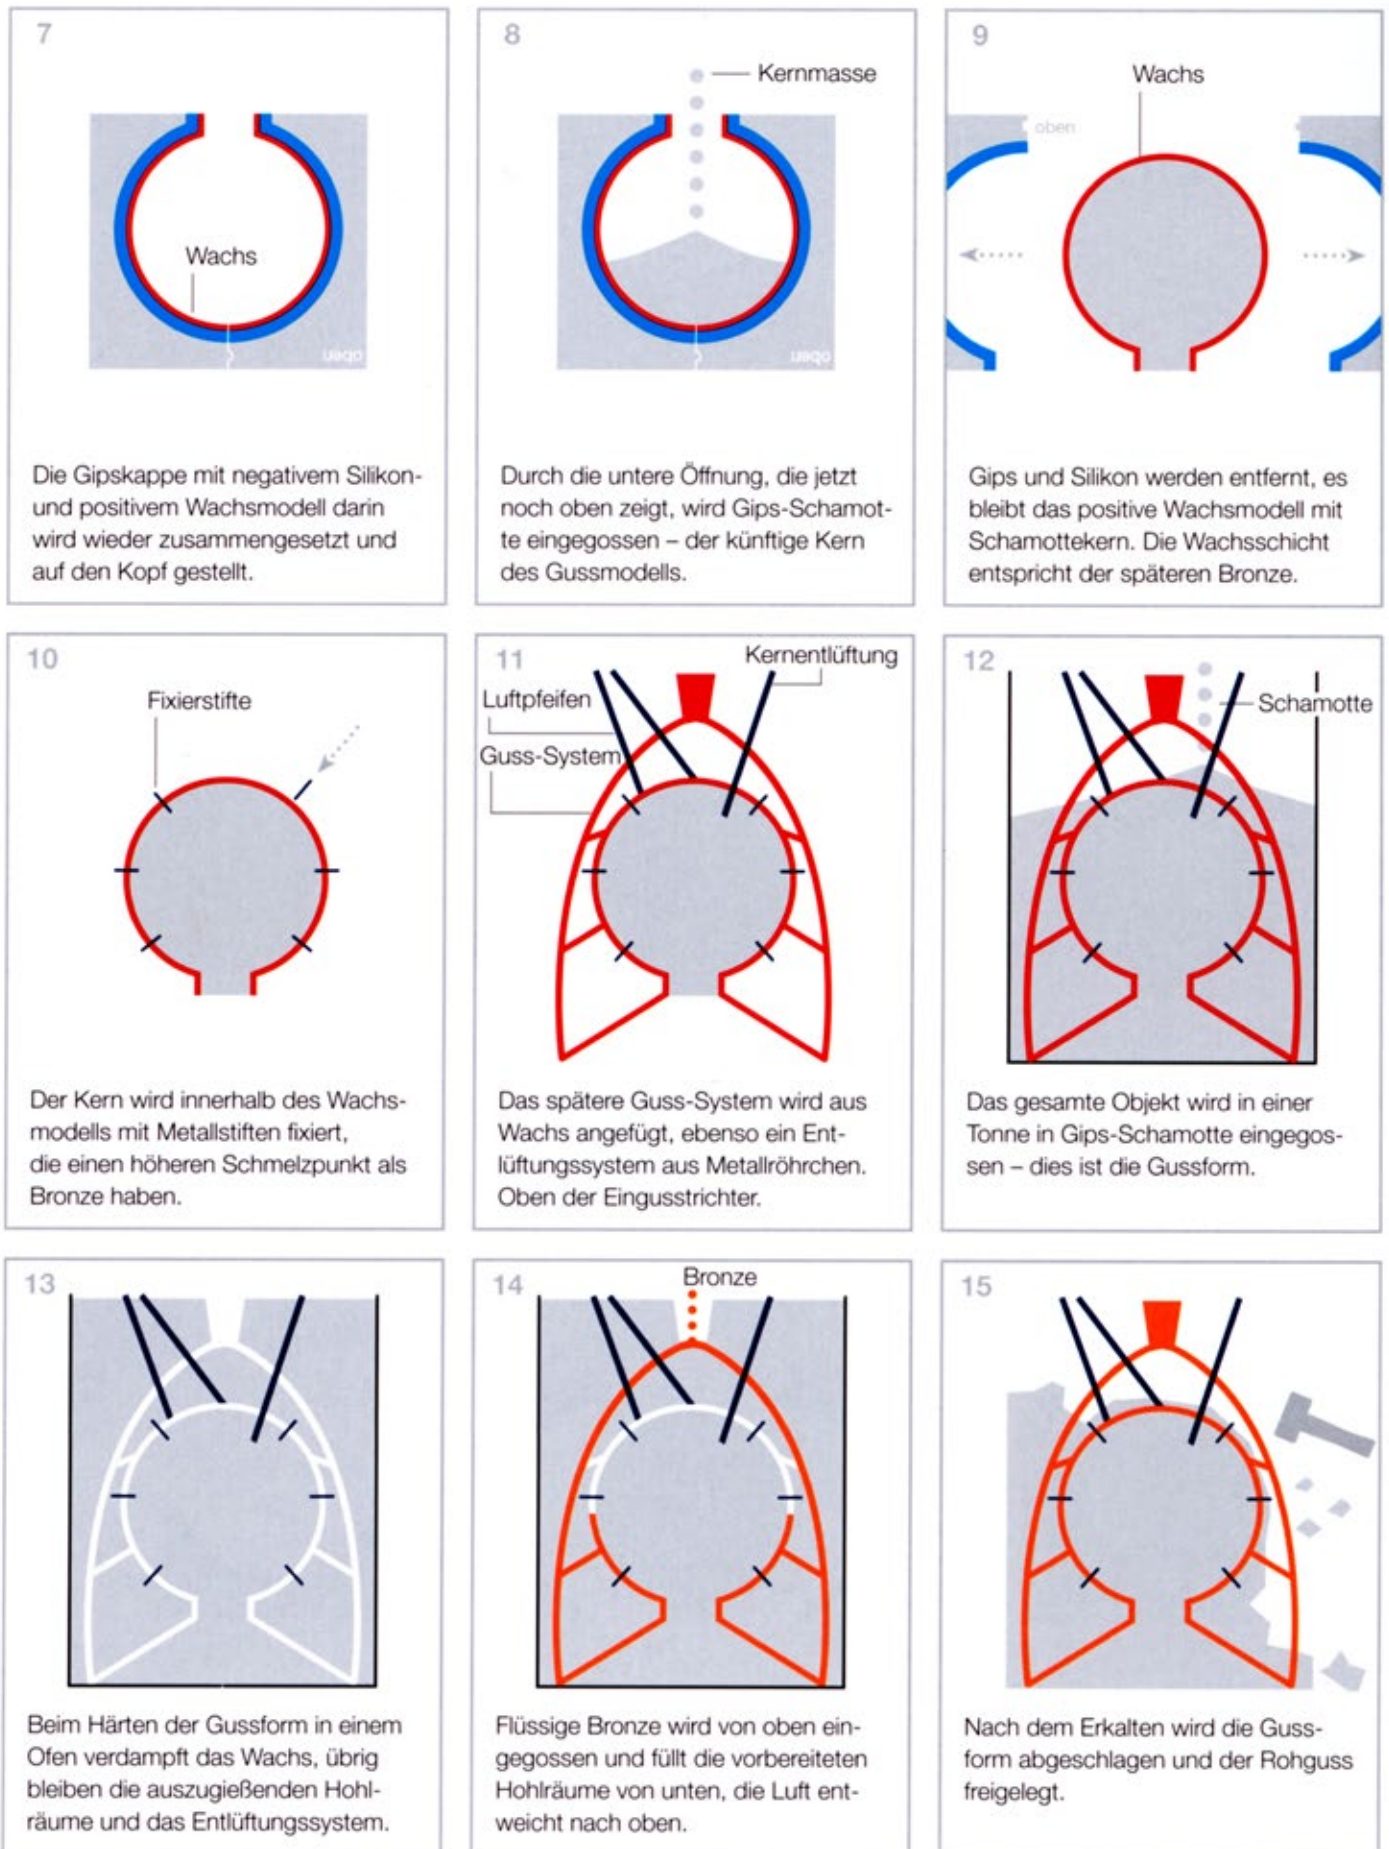 7
Wachs
oben
Die Gipskappe mit negativem Silikon-
und positivem Wachsmodell darin
wird wieder zusammengesetzt und
auf den Kopf gestellt.
8
Kernmasse
oben
Durch die untere Öffnung, die jetzt
noch oben zeigt, wird Gips-Schamot-
te eingegossen – der künftige Kern
des Gussmodells.
9
Wachs
oben
Gips und Silikon werden entfernt, es
bleibt das positive Wachsmodell mit
Schamottekern. Die Wachsschicht
entspricht der späteren Bronze.
10
Fixierstifte
Der Kern wird innerhalb des Wachs-
modells mit Metallstiften fixiert,
die einen höheren Schmelzpunkt als
Bronze haben.
11
Kernentlüftung
Luftpfeifen
Guss-System
Das spätere Guss-System wird aus
Wachs angefügt, ebenso ein Ent-
lüftungssystem aus Metallröhrchen.
Oben der Eingusstrichter.
12
Schamotte
Das gesamte Objekt wird in einer
Tonne in Gips-Schamotte eingegos-
sen – dies ist die Gussform.
13
Beim Härten der Gussform in einem
Ofen verdampft das Wachs, übrig
bleiben die auszugießenden Hohl-
räume und das Entlüftungssystem.
14
Bronze
Flüssige Bronze wird von oben ein-
gegossen und füllt die vorbereiteten
Hohlräume von unten, die Luft ent-
weicht nach oben.
15
Nach dem Erkalten wird die Guss-
form abgeschlagen und der Rohguss
freigelegt.